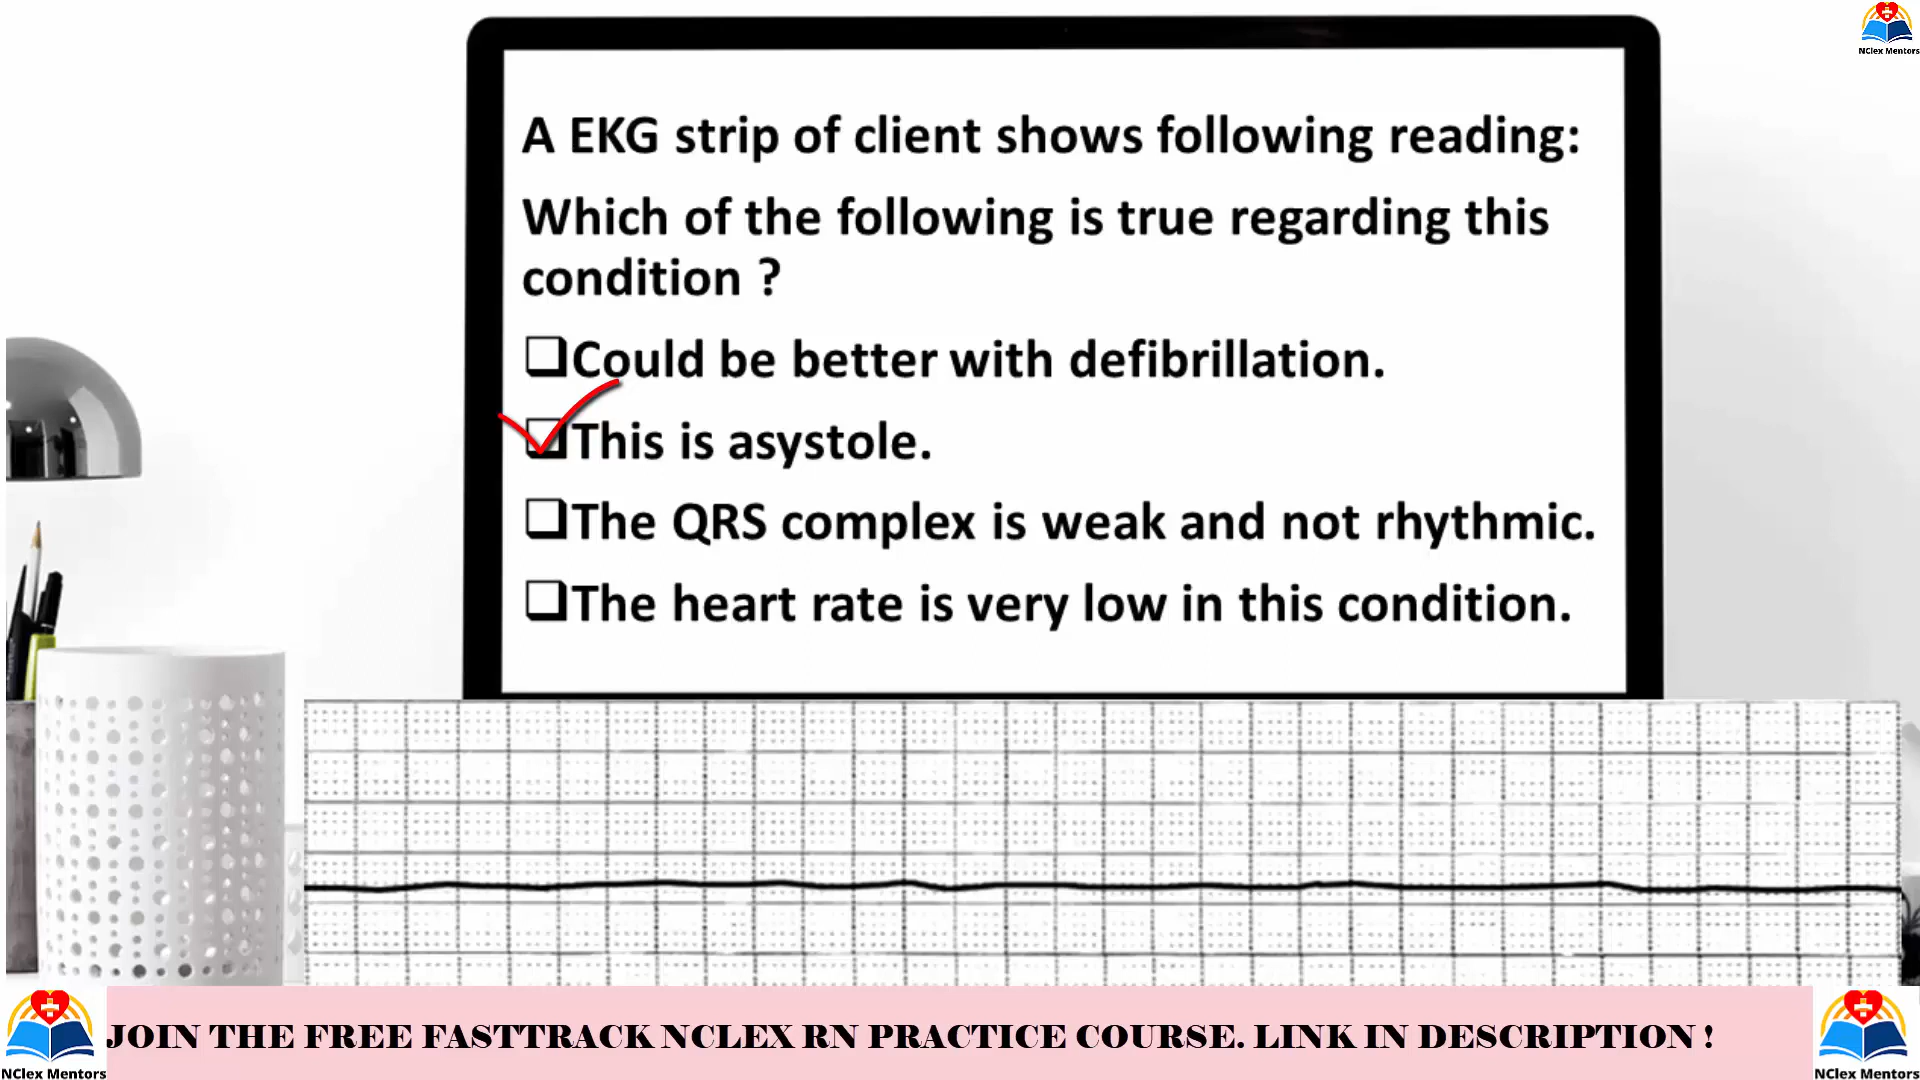 NClex Mentors
A EKG strip of client shows following reading:
Which of the following is true regarding this
condition ?
Could be better with defibrillation.
This is asystole.
The QRS complex is weak and not rhythmic.
The heart rate is very low in this condition.
JOIN THE FREE FASTTRACK NCLEX RN PRACTICE COURSE. LINK IN DESCRIPTION !
NClex Mentors
NClex Mentors